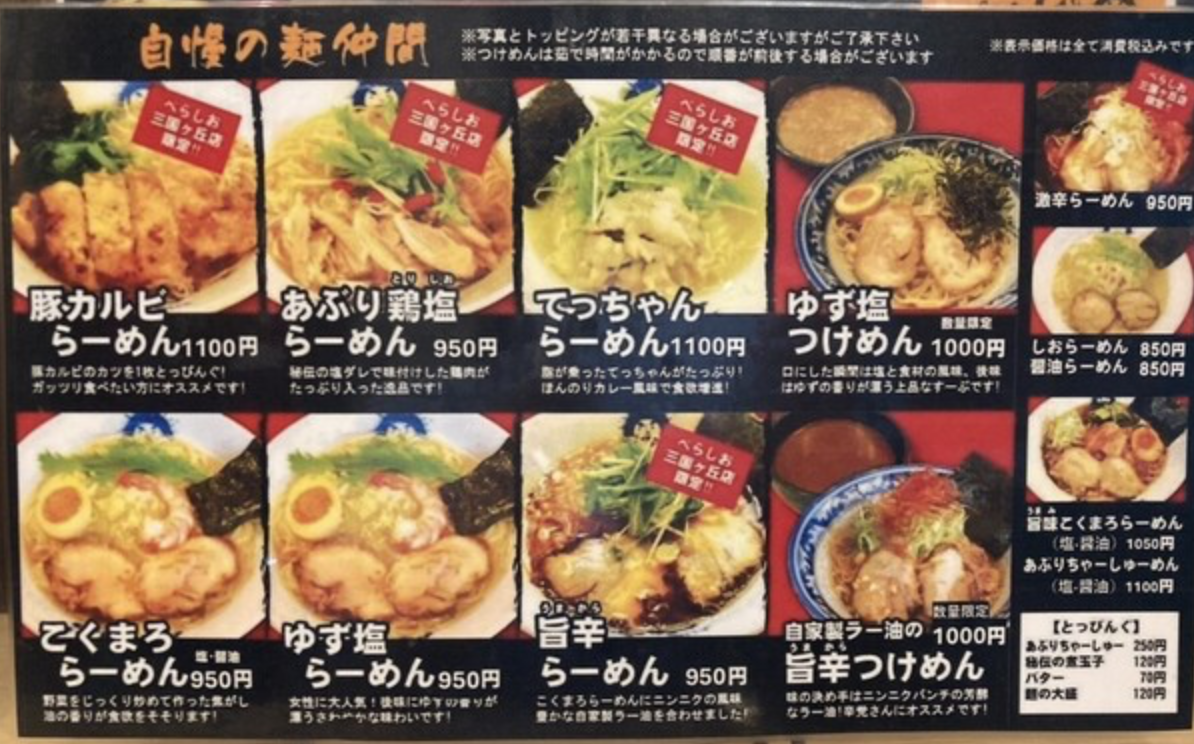 自慢の麺仲間
※写真とトッピングが若干異なる場合がございますがご了承下さい
※つけめんは茹で時間がかかるので順番が前後する場合がございます
※表示価格は全て消費税込みです
へらしお
三国ヶ丘店
限定!!
豚カルビ
らーめん1100円
豚カルビのカツを1枚とっぴんぐ!
ガッツリ食べたい方にオススメです!
へらしお
三国ヶ丘店
限定!!
とり しお
あぶり鶏塩
らーめん 950円
秘伝の塩ダレで味付けした鶏肉が
たっぷり入った逸品です!
へらしお
三国ヶ丘店
限定!!
てっちゃん
らーめん1100円
脂が乗ったてっちゃんがたっぷり!
ほんのりカレー風味で食欲増進!
ゆず塩
数量限定
つけめん 1000円
口にした瞬間は塩と食材の風味、後味
はゆずの香りが漂う上品なすーぷです!
へらしお
三国ヶ丘店
限定!!
激辛らーめん 950円
しおらーめん 850円
醤油らーめん 850円
こくまろ
塩・醤油
らーめん950円
野菜をじっくり炒めて作った焦がし
油の香りが食欲をそそります!
ゆず塩
らーめん950円
女性に大人気!後味にゆずの香りが
漂うさわやかな味わいです!
へらしお
三国ヶ丘店
限定!!
うま から
旨辛
らーめん 950円
こくまろらーめんにニンニクの風味
豊かな自家製ラー油を合わせました!
数量限定
自家製ラー油の 1000円
うま から
旨辛つけめん
味の決め手はニンニクパンチの芳醇
なラー油!辛党さんにオススメです!
うま み
旨味こくまろらーめん
(塩・醤油) 1050円
あぶりちゃーしゅーめん
(塩・醤油) 1100円
【とっぴんぐ】
あぶりちゃーしゅー 250円
秘伝の煮玉子 120円
バター 70円
麺の大盛 120円